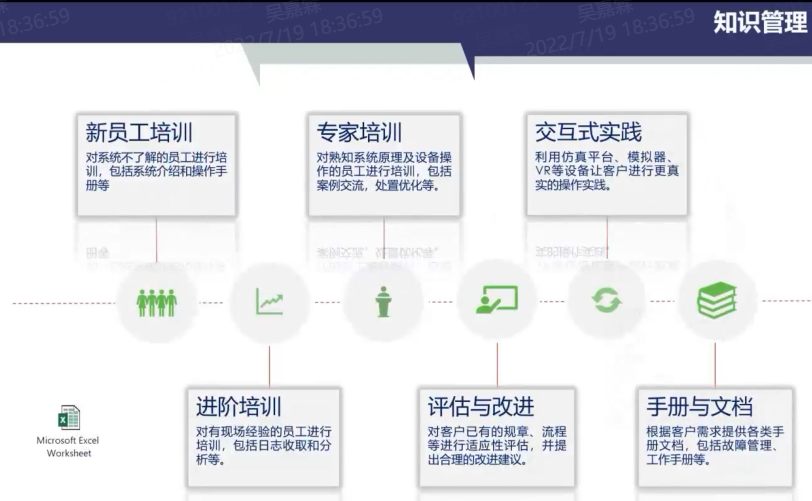 18:36:59
2022/7/19 18:36:59
2022/7/19 18:36:59
知识管理
新员工培训
对系统不了解的员工进行培
训，包括系统介绍和操作手
册等
专家培训
对熟知系统原理及设备操
作的员工进行培训，包括
案例交流，处置优化等。
交互式实践
利用仿真平台、模拟器、
VR等设备让客户进行更真
实的操作实践。
进阶培训
对有现场经验的员工进行
培训，包括日志收取和分
析等。
评估与改进
对客户已有的规章、流程
等进行适应性评估，并提
出合理的改进建议。
手册与文档
根据客户需求提供各类手
册文档，包括故障管理、
工作手册等。
Microsoft Excel
Worksheet